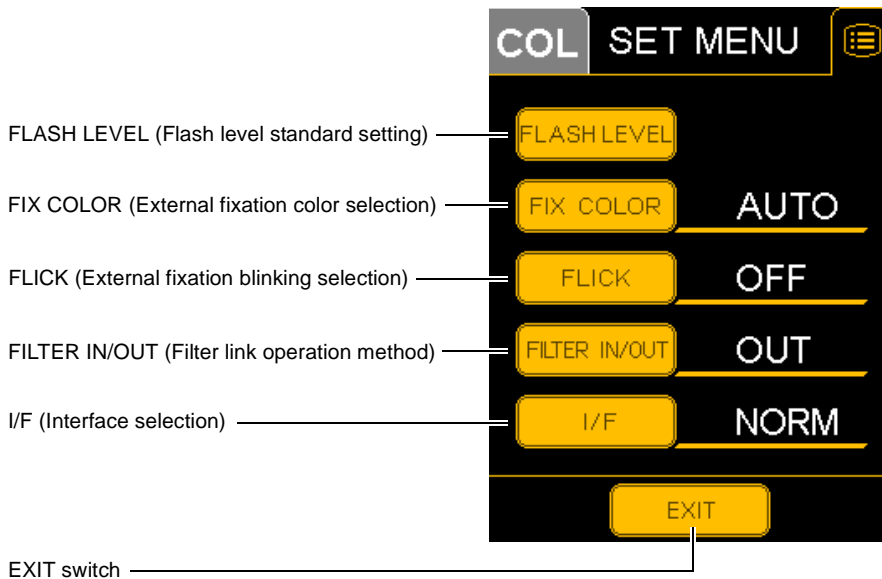 COL SET MENU
FLASH LEVEL (Flash level standard setting) FLASH LEVEL
FIX COLOR (External fixation color selection) FIX COLOR AUTO
FLICK (External fixation blinking selection) FLICK OFF
FILTER IN/OUT (Filter link operation method) FILTER IN/OUT OUT
I/F (Interface selection) I/F NORM
EXIT
EXIT switch